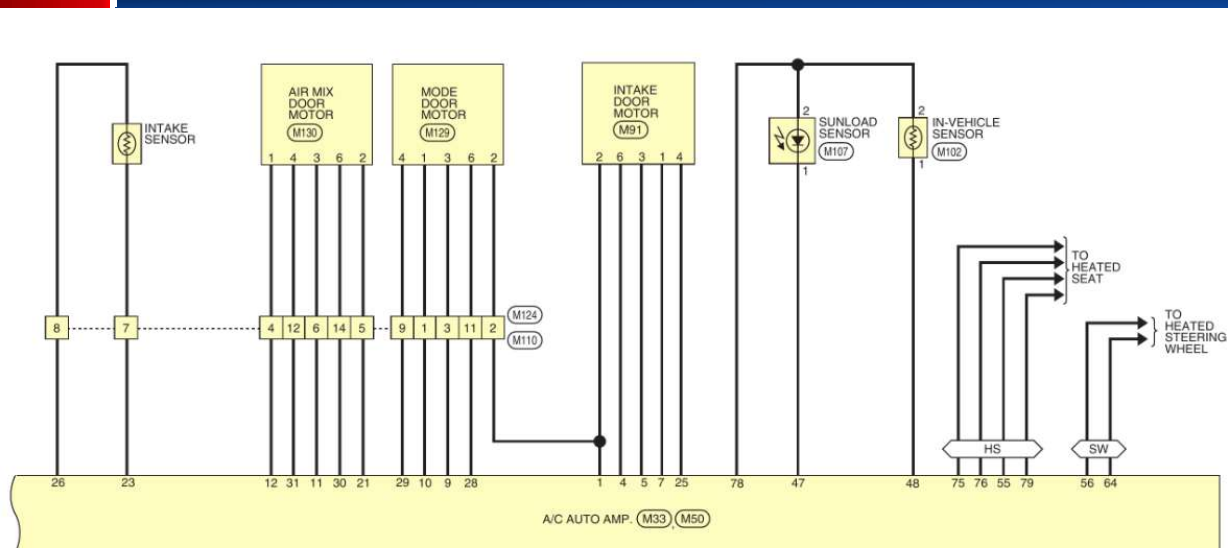 AIR MIX
DOOR
MOTOR
M130
MODE
DOOR
MOTOR
M129
INTAKE
DOOR
MOTOR
M91
INTAKE
SENSOR
2
SUNLOAD
SENSOR
M107
1
2
IN-VEHICLE
SENSOR
M102
1
1 4 3 6 2
4 1 3 6 2
2 6 3 1 4
TO
HEATED
SEAT
TO
HEATED
STEERING
WHEEL
8 7 4 12 6 14 5 9 1 3 11 2
M124
M110
HS
SW
26 23 12 31 11 30 21 29 10 9 28 1 4 5 7 25 78 47 48 75 76 55 79 56 64
A/C AUTO AMP. M33 , M50